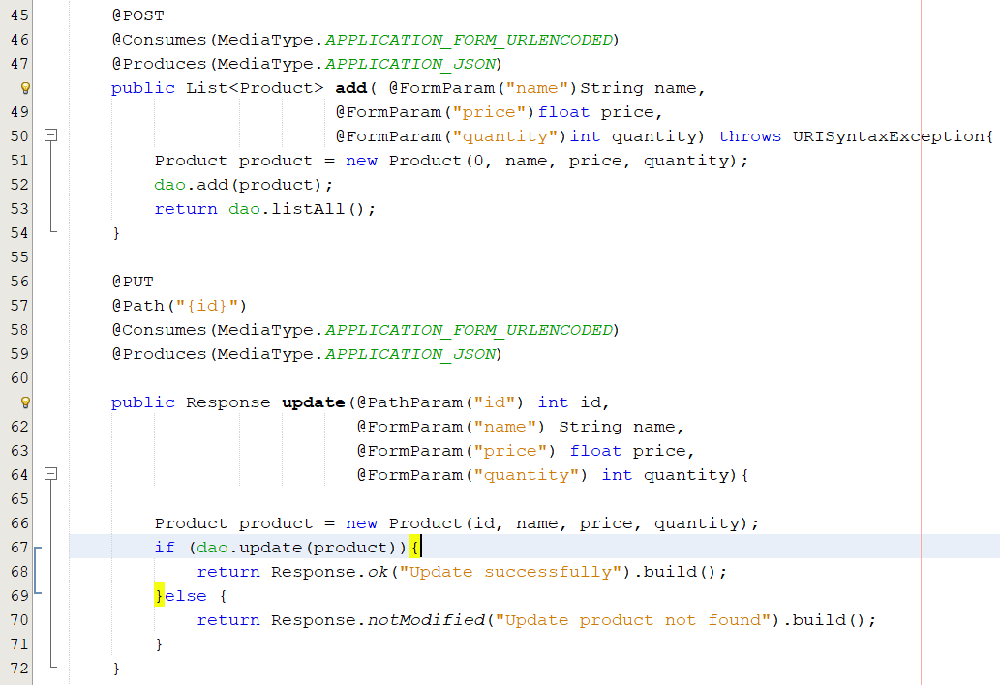 45        @POST
46        @Consumes(MediaType.APPLICATION_FORM_URLENCODED)
47        @Produces(MediaType.APPLICATION_JSON)
          public List<Product> add( @FormParam("name")String name,
49                             @FormParam("price")float price,
50                             @FormParam("quantity")int quantity) throws URISyntaxException{
51            Product product = new Product(0, name, price, quantity);
52            dao.add(product);
53            return dao.listAll();
54        }
55
56        @PUT
57        @Path("{id}")
58        @Consumes(MediaType.APPLICATION_FORM_URLENCODED)
59        @Produces(MediaType.APPLICATION_JSON)
60
          public Response update(@PathParam("id") int id,
62                               @FormParam("name") String name,
63                               @FormParam("price") float price,
64                               @FormParam("quantity") int quantity){
65
66            Product product = new Product(id, name, price, quantity);
67            if (dao.update(product)){
68                return Response.ok("Update successfully").build();
69            }else {
70                return Response.notModified("Update product not found").build();
71            }
72        }